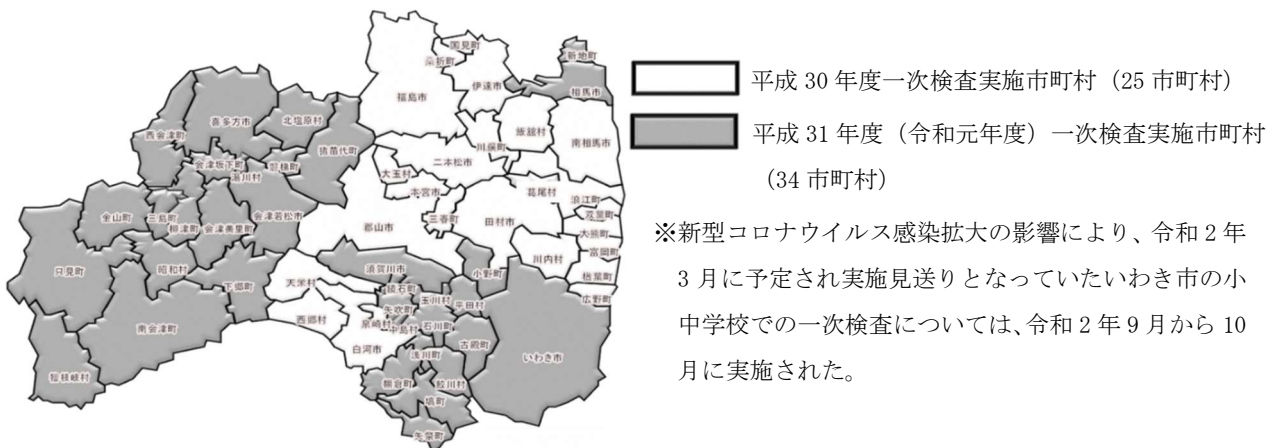 国見町
桑折町
新地町
伊達市
相馬市
福島市
喜多方市
北塩原村
飯舘村
西会津町
南相馬市
猪苗代町
川俣町
会津坂下町
磐梯町
二本松市
湯川村
大玉村
本宮市
葛尾村
浪江町
双葉町
金山町
三島町
柳津町
会津美里町
会津若松市
郡山市
三春町
田村市
大熊町
富岡町
川内村
只見町
昭和村
須賀川市
小野町
楢葉町
下郷町
天栄村
鏡石町
玉川村
平田村
広野町
南会津町
西郷村
矢吹町
泉崎村
中島村
石川町
古殿町
白河市
浅川町
いわき市
檜枝岐村
棚倉町
鮫川村
塙町
矢祭町
平成 30 年度一次検査実施市町村（25 市町村）
平成 31 年度（令和元年度）一次検査実施市町村
（34 市町村）
※新型コロナウイルス感染拡大の影響により、令和 2 年
3 月に予定され実施見送りとなっていたいわき市の小
中学校での一次検査については、令和 2 年 9 月から 10
月に実施された。